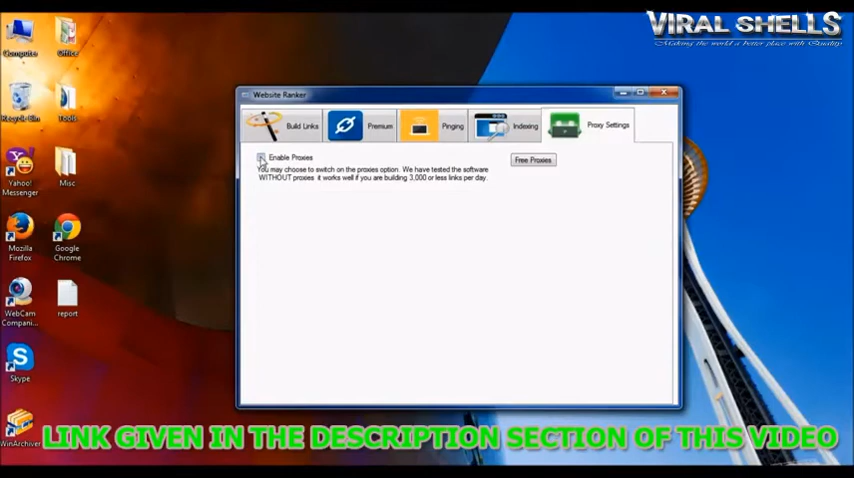 VIRAL SHELLS
Making the world a better place with Quality
Computer
Office
Recycle Bin
Tools
Yahoo!
Messenger
Misc
Mozilla
Firefox
Google
Chrome
WebCam
Compani...
report
Skype
WinArchiver
Website Ranker
Build Links
Premium
Pinging
Indexing
Proxy Settings
Enable Proxies
Free Proxies
You may choose to switch on the proxies option. We have tested the software
WITHOUT proxies it works well if you are building 3,000 or less links per day.
LINK GIVEN IN THE DESCRIPTION SECTION OF THIS VIDEO